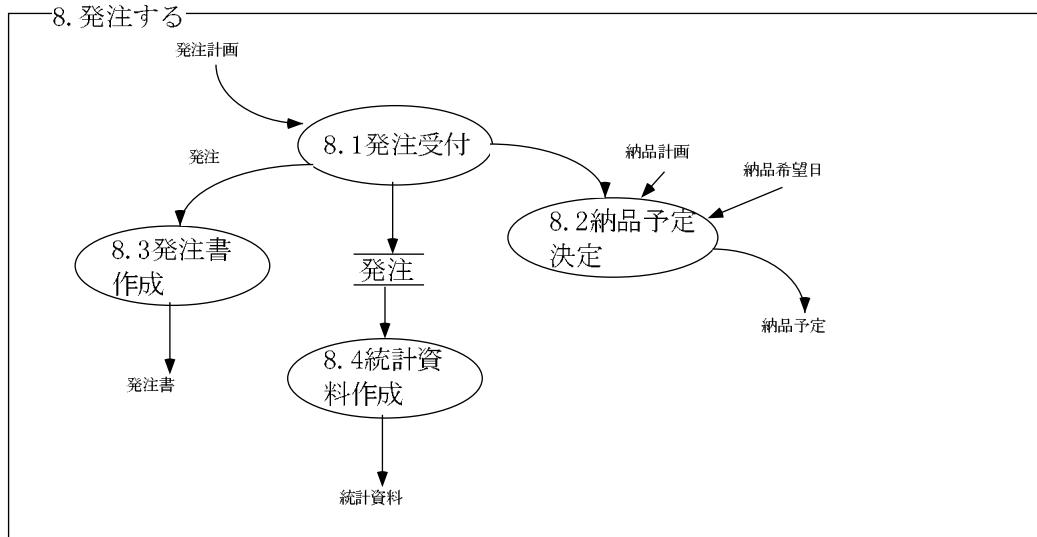 8.発注する
発注計画
8.1発注受付
発注
納品計画
納品希望日
8.2納品予定
決定
8.3発注書
作成
発注
納品予定
8.4統計資
料作成
発注書
統計資料